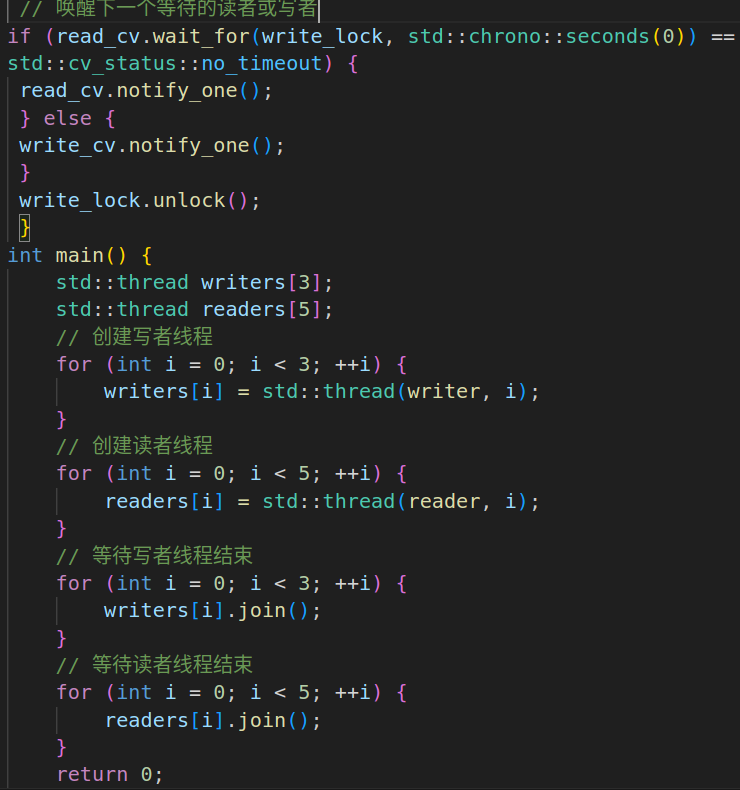 // 唤醒下一个等待的读者或写者
if (read_cv.wait_for(write_lock, std::chrono::seconds(0)) ==
std::cv_status::no_timeout) {
read_cv.notify_one();
} else {
write_cv.notify_one();
}
write_lock.unlock();
}
int main() {
std::thread writers[3];
std::thread readers[5];
// 创建写者线程
for (int i = 0; i < 3; ++i) {
writers[i] = std::thread(writer, i);
}
// 创建读者线程
for (int i = 0; i < 5; ++i) {
readers[i] = std::thread(reader, i);
}
// 等待写者线程结束
for (int i = 0; i < 3; ++i) {
writers[i].join();
}
// 等待读者线程结束
for (int i = 0; i < 5; ++i) {
readers[i].join();
}
return 0;